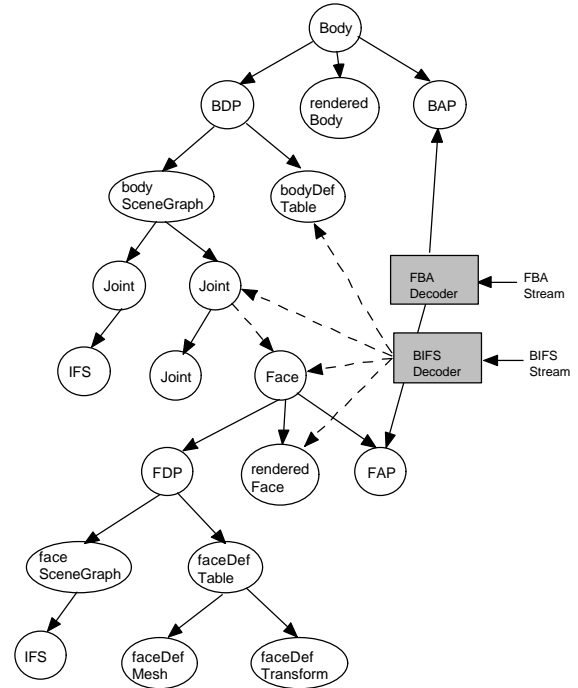 Body
BDP
rendered
Body
BAP
body
SceneGraph
bodyDef
Table
Joint
Joint
FBA
Decoder
FBA
Stream
IFS
Joint
Face
BIFS
Decoder
BIFS
Stream
FDP
rendered
Face
FAP
face
SceneGraph
faceDef
Table
IFS
faceDef
Mesh
faceDef
Transform